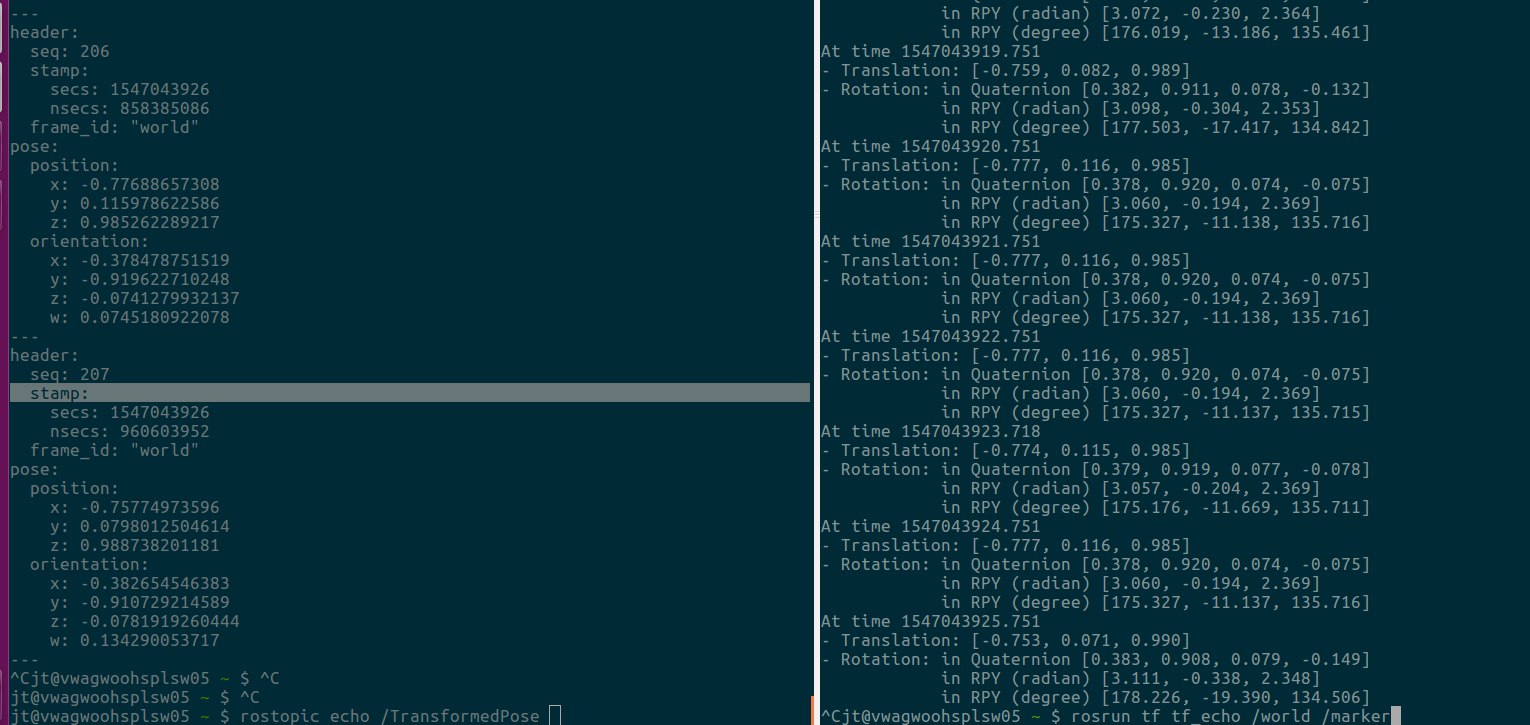 ---
header:
  seq: 206
  stamp:
    secs: 1547043926
    nsecs: 858385086
  frame_id: "world"
pose:
  position:
    x: -0.77688657308
    y: 0.115978622586
    z: 0.985262289217
  orientation:
    x: -0.378478751519
    y: -0.919622710248
    z: -0.0741279932137
    w: 0.0745180922078
---
header:
  seq: 207
  stamp:
    secs: 1547043926
    nsecs: 960603952
  frame_id: "world"
pose:
  position:
    x: -0.75774973596
    y: 0.0798012504614
    z: 0.988738201181
  orientation:
    x: -0.382654546383
    y: -0.910729214589
    z: -0.0781919260444
    w: 0.134290053717
---
^Cjt@vwagwoohsplsw05 ~ $ ^C
jt@vwagwoohsplsw05 ~ $ ^C
jt@vwagwoohsplsw05 ~ $ rostopic echo /TransformedPose
            in RPY (radian) [3.072, -0.230, 2.364]
            in RPY (degree) [176.019, -13.186, 135.461]
At time 1547043919.751
- Translation: [-0.759, 0.082, 0.989]
- Rotation: in Quaternion [0.382, 0.911, 0.078, -0.132]
            in RPY (radian) [3.098, -0.304, 2.353]
            in RPY (degree) [177.503, -17.417, 134.842]
At time 1547043920.751
- Translation: [-0.777, 0.116, 0.985]
- Rotation: in Quaternion [0.378, 0.920, 0.074, -0.075]
            in RPY (radian) [3.060, -0.194, 2.369]
            in RPY (degree) [175.327, -11.138, 135.716]
At time 1547043921.751
- Translation: [-0.777, 0.116, 0.985]
- Rotation: in Quaternion [0.378, 0.920, 0.074, -0.075]
            in RPY (radian) [3.060, -0.194, 2.369]
            in RPY (degree) [175.327, -11.138, 135.716]
At time 1547043922.751
- Translation: [-0.777, 0.116, 0.985]
- Rotation: in Quaternion [0.378, 0.920, 0.074, -0.075]
            in RPY (radian) [3.060, -0.194, 2.369]
            in RPY (degree) [175.327, -11.137, 135.715]
At time 1547043923.718
- Translation: [-0.774, 0.115, 0.985]
- Rotation: in Quaternion [0.379, 0.919, 0.077, -0.078]
            in RPY (radian) [3.057, -0.204, 2.369]
            in RPY (degree) [175.176, -11.669, 135.711]
At time 1547043924.751
- Translation: [-0.777, 0.116, 0.985]
- Rotation: in Quaternion [0.378, 0.920, 0.074, -0.075]
            in RPY (radian) [3.060, -0.194, 2.369]
            in RPY (degree) [175.327, -11.137, 135.716]
At time 1547043925.751
- Translation: [-0.753, 0.071, 0.990]
- Rotation: in Quaternion [0.383, 0.908, 0.079, -0.149]
            in RPY (radian) [3.111, -0.338, 2.348]
            in RPY (degree) [178.226, -19.390, 134.506]
^Cjt@vwagwoohsplsw05 ~ $ rosrun tf tf_echo /world /marker